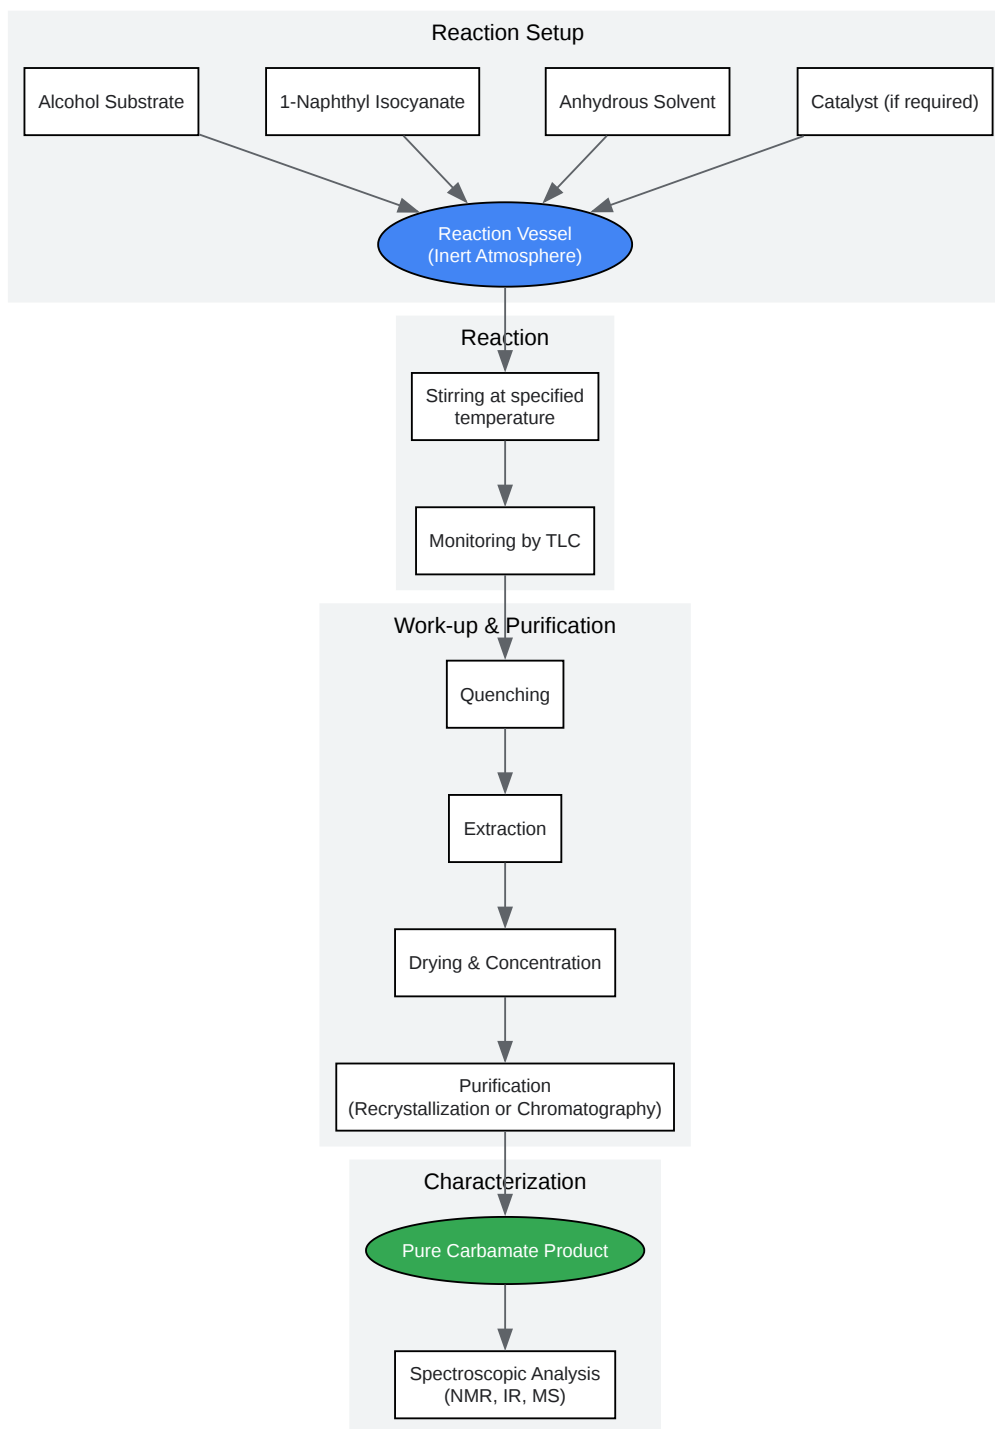 Reaction Setup
Alcohol Substrate
1-Naphthyl Isocyanate
Anhydrous Solvent
Catalyst (if required)
Reaction Vessel
(Inert Atmosphere)
Reaction
Stirring at specified
temperature
Monitoring by TLC
Work-up & Purification
Quenching
Extraction
Drying & Concentration
Purification
(Recrystallization or Chromatography)
Characterization
Pure Carbamate Product
Spectroscopic Analysis
(NMR, IR, MS)